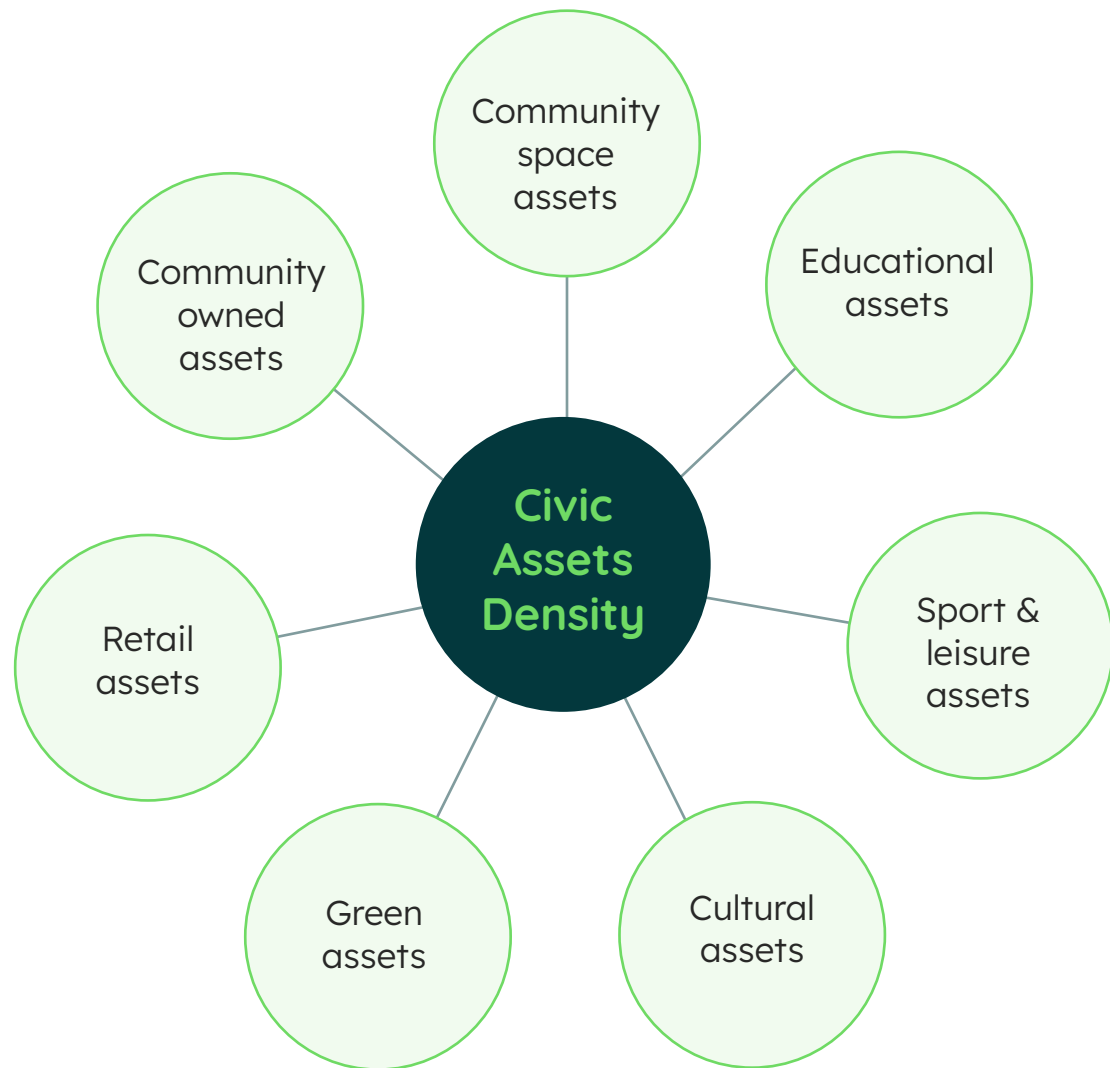 Community
space
assets
Educational
assets
Community
owned
assets
Civic
Assets
Density
Sport &
leisure
assets
Retail
assets
Cultural
assets
Green
assets